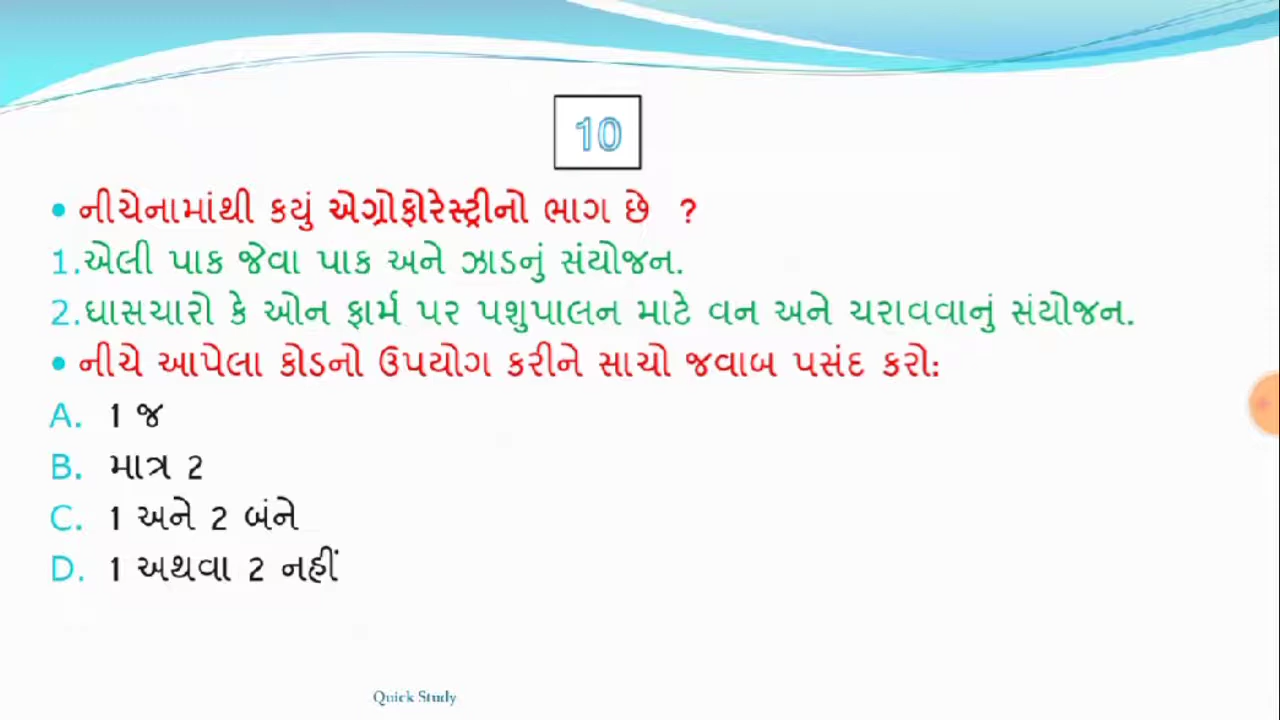 10
• નીચેનામાંથી કયું એગ્રોફોરેસ્ટ્રીનો ભાગ છે ?
1.એલી પાક જેવા પાક અને ઝાડનું સંયોજન.
2.ઘાસચારો કે ઓન ફાર્મ પર પશુપાલન માટે વન અને ચરાવવાનું સંયોજન.
• નીચે આપેલા કોડનો ઉપયોગ કરીને સાચો જવાબ પસંદ કરો:
A. 1 જ
B. માત્ર 2
C. 1 અને 2 બંને
D. 1 અથવા 2 નહીં
Quick Study